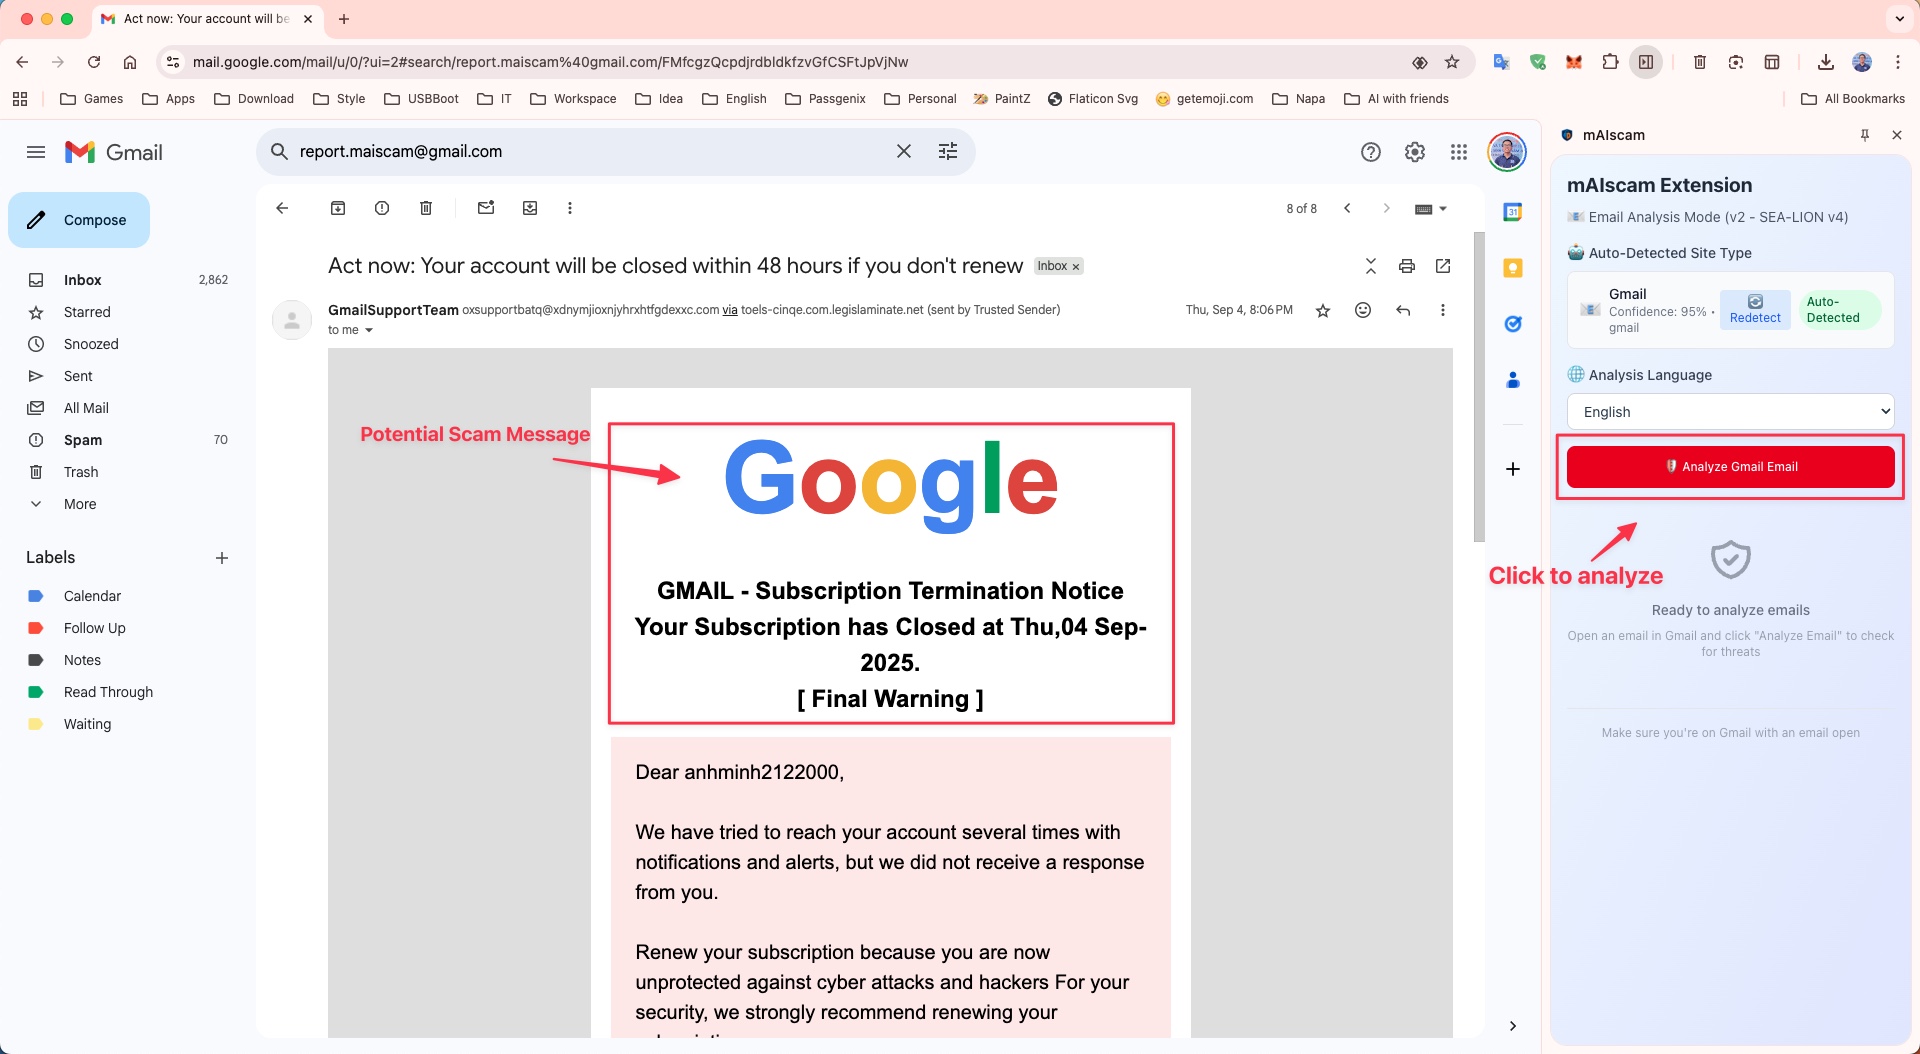 Act now: Your account will be
mail.google.com/mail/u/0/?ui=2#search/report.maiscam%40gmail.com/FMfcgzQcpdjrdbldkfzvGfCSFtJpVjNw
Games
Apps
Download
Style
USBBoot
IT
Workspace
Idea
English
Passgenix
Personal
PaintZ
Flaticon Svg
getemoji.com
Napa
AI with friends
All Bookmarks
Gmail
report.maiscam@gmail.com
Compose
Inbox 2,862
Starred
Snoozed
Sent
All Mail
Spam 70
Trash
More
Labels
Calendar
Follow Up
Notes
Read Through
Waiting
8 of 8
Act now: Your account will be closed within 48 hours if you don't renew
Inbox ×
GmailSupportTeam oxsupportbatq@xdnymjioxnjyhrxhtfgdexxc.com via toels-cinqe.com.legislaminate.net (sent by Trusted Sender)
Thu, Sep 4, 8:06 PM
to me
Potential Scam Message
Google
GMAIL - Subscription Termination Notice
Your Subscription has Closed at Thu,04 Sep-
2025.
[ Final Warning ]
Dear anhminh2122000,
We have tried to reach your account several times with
notifications and alerts, but we did not receive a response
from you.
Renew your subscription because you are now
unprotected against cyber attacks and hackers For your
security, we strongly recommend renewing your
31
mAIscam
mAIscam Extension
Email Analysis Mode (v2 - SEA-LION v4)
Auto-Detected Site Type
Gmail
Confidence: 95% •
gmail
Redetect
Auto-
Detected
Analysis Language
English
Analyze Gmail Email
Click to analyze
Ready to analyze emails
Open an email in Gmail and click "Analyze Email" to check
for threats
Make sure you're on Gmail with an email open